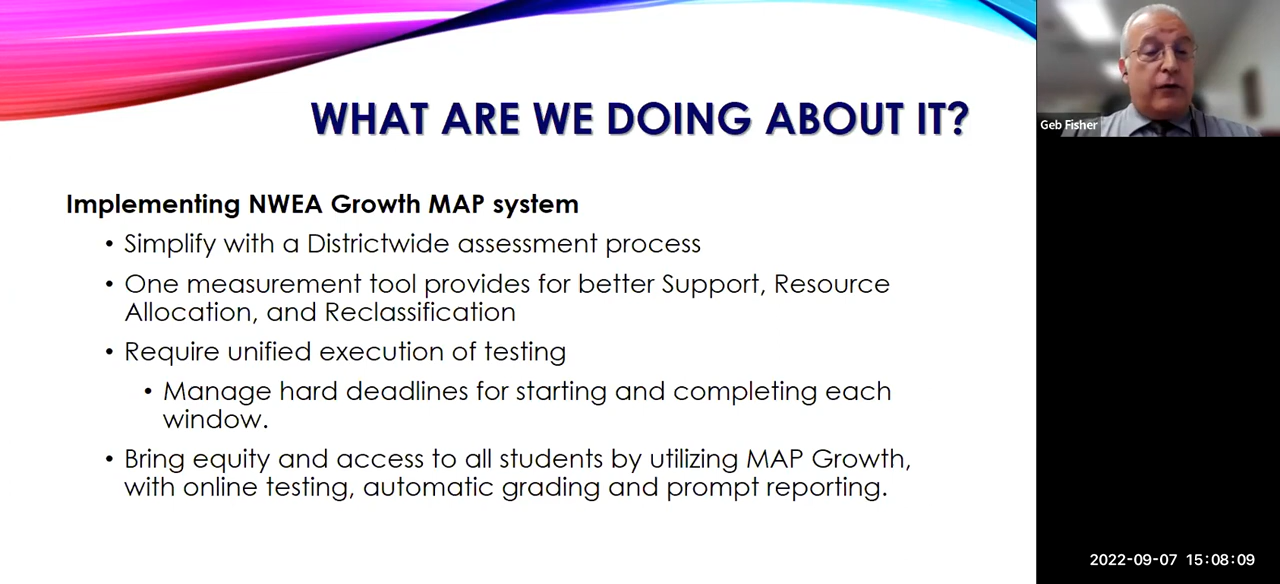 WHAT ARE WE DOING ABOUT IT?
Implementing NWEA Growth MAP system
• Simplify with a Districtwide assessment process
• One measurement tool provides for better Support, Resource
Allocation, and Reclassification
• Require unified execution of testing
• Manage hard deadlines for starting and completing each
window.
• Bring equity and access to all students by utilizing MAP Growth,
with online testing, automatic grading and prompt reporting.
Geb Fisher
2022-09-07 15:08:09